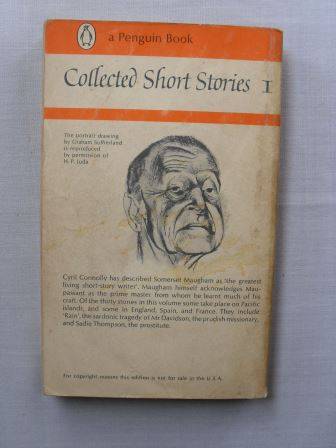 a Penguin Book
Collected Short Stories 1
The portrait drawing
by Graham Sutherland
is reproduced
by permission of
H. P. Juda
Cyril Connolly has described Somerset Maugham as 'the greatest
living short-story writer'. Maugham himself acknowledges Mau-
passant as the prime master from whom he learnt much of his
craft. Of the thirty stories in this volume some take place on Pacific
islands, and some in England, Spain, and France. They include
'Rain', the sardonic tragedy of Mr Davidson, the prudish missionary,
and Sadie Thompson, the prostitute.
For copyright reasons this edition is not for sale in the U.S.A.